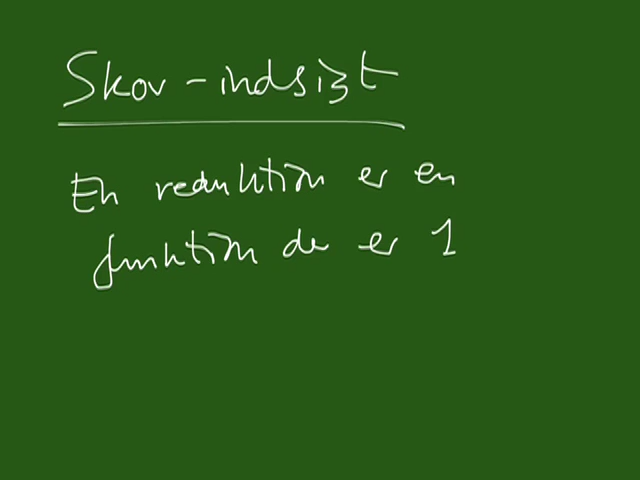 Skov-indsigt
En reduktion er en
funktion der er 1